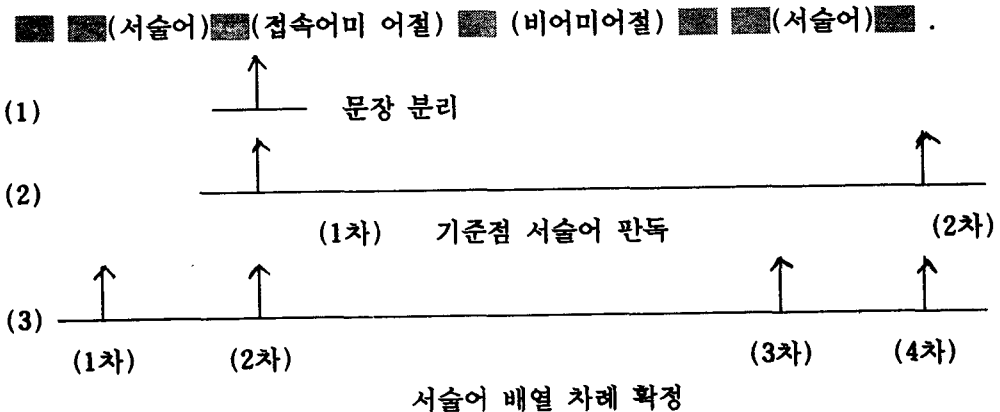 (서술어) (접속어미 어절) (비어미어절) (서술어) .
(1) 문장 분리
(2)
(1차) 기준점 서술어 판독 (2차)
(3)
(1차) (2차) (3차) (4차)
서술어 배열 차례 확정